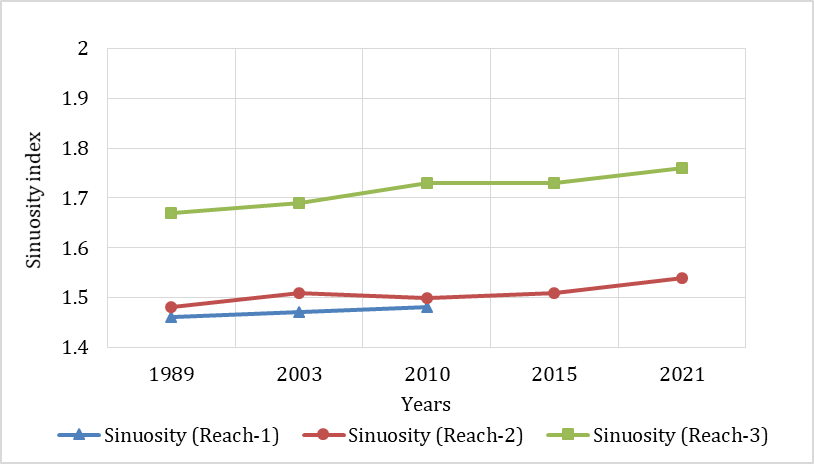 2
1.9
1.8
1.7
1.6
1.5
1.4
Sinuosity index
1989 2003 2010 2015 2021
Years
Sinuosity (Reach-1) Sinuosity (Reach-2) Sinuosity (Reach-3)